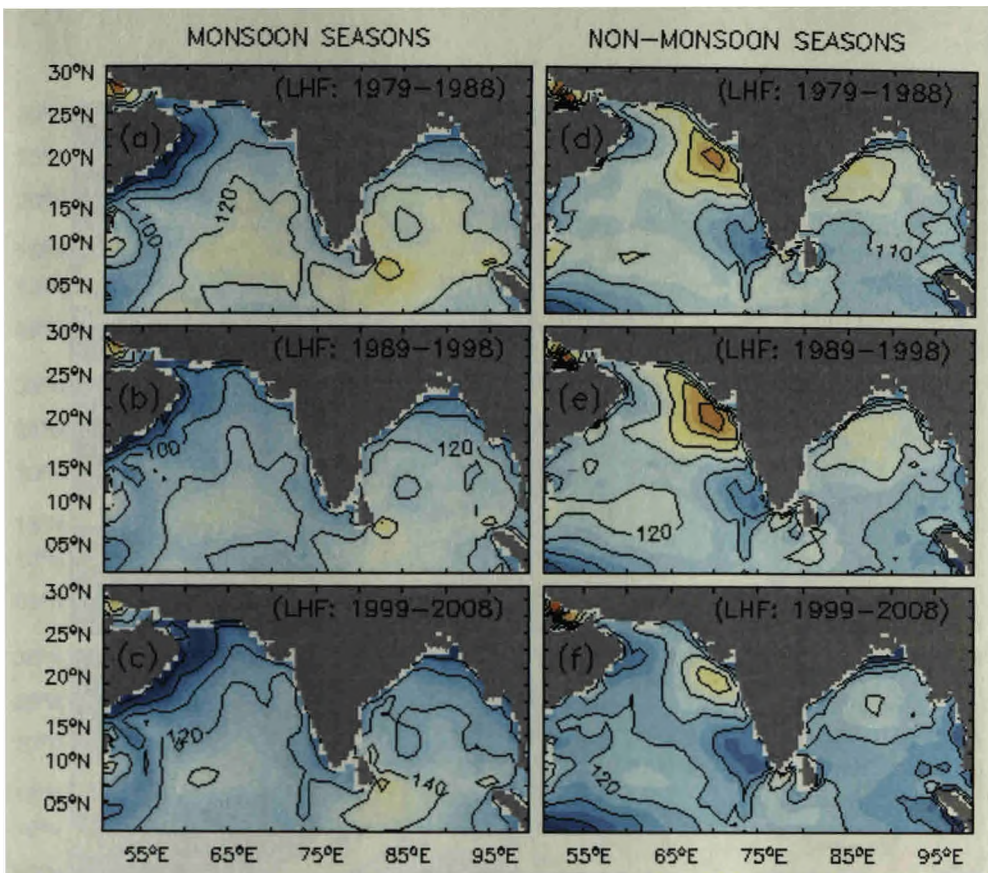 MONSOON SEASONS
NON-MONSOON SEASONS
30°N
25°N
20°N
15°N
10°N
05°N
(LHF: 1979-1988)
(a)
100
120
(LHF: 1979-1988)
(d)
110
30°N
25°N
20°N
15°N
10°N
05°N
(LHF: 1989-1998)
(b)
100
120
(LHF: 1989-1998)
(e)
120
30°N
25°N
20°N
15°N
10°N
05°N
(LHF: 1999-2008)
(c)
120
140
(LHF: 1999-2008)
(f)
120
55°E 65°E 75°E 85°E 95°E
55°E 65°E 75°E 85°E 95°E